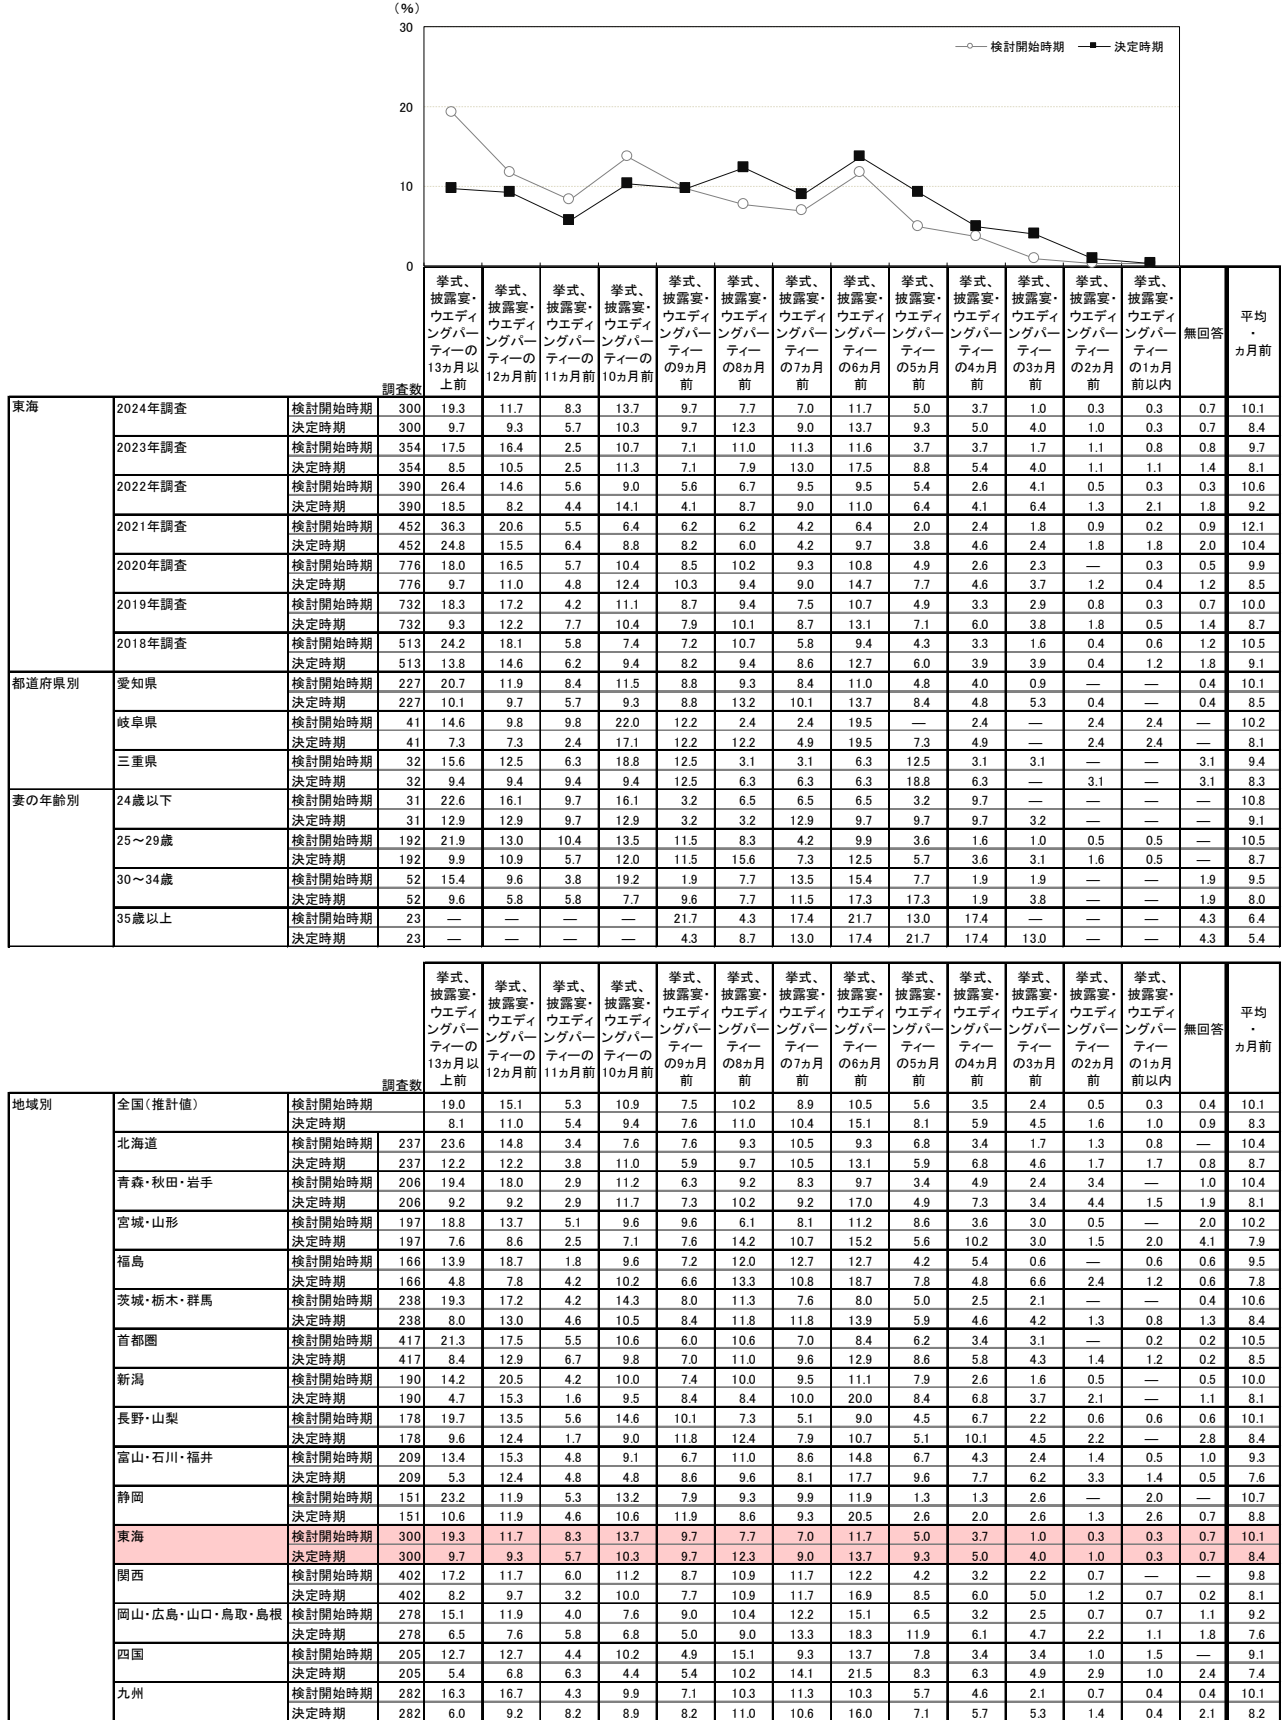 （％）
30
20
10
0
検討開始時期 決定時期
調査数 挙式、披露宴・ウエディングパーティーの13ヵ月以上前 挙式、披露宴・ウエディングパーティーの12ヵ月前 挙式、披露宴・ウエディングパーティーの11ヵ月前 挙式、披露宴・ウエディングパーティーの10ヵ月前 挙式、披露宴・ウエディングパーティーの9ヵ月前 挙式、披露宴・ウエディングパーティーの8ヵ月前 挙式、披露宴・ウエディングパーティーの7ヵ月前 挙式、披露宴・ウエディングパーティーの6ヵ月前 挙式、披露宴・ウエディングパーティーの5ヵ月前 挙式、披露宴・ウエディングパーティーの4ヵ月前 挙式、披露宴・ウエディングパーティーの3ヵ月前 挙式、披露宴・ウエディングパーティーの2ヵ月前 挙式、披露宴・ウエディングパーティーの1ヵ月前以内 無回答 平均・ヵ月前
東海 2024年調査 検討開始時期 300 19.3 11.7 8.3 13.7 9.7 7.7 7.0 11.7 5.0 3.7 1.0 0.3 0.3 0.7 10.1
決定時期 300 9.7 9.3 5.7 10.3 9.7 12.3 9.0 13.7 9.3 5.0 4.0 1.0 0.3 0.7 8.4
2023年調査 検討開始時期 354 17.5 16.4 2.5 10.7 7.1 11.0 11.3 11.6 3.7 3.7 1.7 1.1 0.8 0.8 9.7
決定時期 354 8.5 10.5 2.5 11.3 7.1 7.9 13.0 17.5 8.8 5.4 4.0 1.1 1.1 1.4 8.1
2022年調査 検討開始時期 390 26.4 14.6 5.6 9.0 5.6 6.7 9.5 9.5 5.4 2.6 4.1 0.5 0.3 0.3 10.6
決定時期 390 18.5 8.2 4.4 14.1 4.1 8.7 9.0 11.0 6.4 4.1 6.4 1.3 2.1 1.8 9.2
2021年調査 検討開始時期 452 36.3 20.6 5.5 6.4 6.2 6.2 4.2 6.4 2.0 2.4 1.8 0.9 0.2 0.9 12.1
決定時期 452 24.8 15.5 6.4 8.8 8.2 6.0 4.2 9.7 3.8 4.6 2.4 1.8 1.8 2.0 10.4
2020年調査 検討開始時期 776 18.0 16.5 5.7 10.4 8.5 10.2 9.3 10.8 4.9 2.6 2.3 ― 0.3 0.5 9.9
決定時期 776 9.7 11.0 4.8 12.4 10.3 9.4 9.0 14.7 7.7 4.6 3.7 1.2 0.4 1.2 8.5
2019年調査 検討開始時期 732 18.3 17.2 4.2 11.1 8.7 9.4 7.5 10.7 4.9 3.3 2.9 0.8 0.3 0.7 10.0
決定時期 732 9.3 12.2 7.7 10.4 7.9 10.1 8.7 13.1 7.1 6.0 3.8 1.8 0.5 1.4 8.7
2018年調査 検討開始時期 513 24.2 18.1 5.8 7.4 7.2 10.7 5.8 9.4 4.3 3.3 1.6 0.4 0.6 1.2 10.5
決定時期 513 13.8 14.6 6.2 9.4 8.2 9.4 8.6 12.7 6.0 3.9 3.9 0.4 1.2 1.8 9.1
都道府県別 愛知県 検討開始時期 227 20.7 11.9 8.4 11.5 8.8 9.3 8.4 11.0 4.8 4.0 0.9 ― ― 0.4 10.1
決定時期 227 10.1 9.7 5.7 9.3 8.8 13.2 10.1 13.7 8.4 4.8 5.3 0.4 ― 0.4 8.5
岐阜県 検討開始時期 41 14.6 9.8 9.8 22.0 12.2 2.4 2.4 19.5 ― 2.4 ― 2.4 2.4 ― 10.2
決定時期 41 7.3 7.3 2.4 17.1 12.2 12.2 4.9 19.5 7.3 4.9 ― 2.4 2.4 ― 8.1
三重県 検討開始時期 32 15.6 12.5 6.3 18.8 12.5 3.1 3.1 6.3 12.5 3.1 3.1 ― ― 3.1 9.4
決定時期 32 9.4 9.4 9.4 9.4 12.5 6.3 6.3 6.3 18.8 6.3 ― 3.1 ― 3.1 8.3
妻の年齢別 24歳以下 検討開始時期 31 22.6 16.1 9.7 16.1 3.2 6.5 6.5 6.5 3.2 9.7 ― ― ― ― 10.8
決定時期 31 12.9 12.9 9.7 12.9 3.2 3.2 12.9 9.7 9.7 9.7 3.2 ― ― ― 9.1
25～29歳 検討開始時期 192 21.9 13.0 10.4 13.5 11.5 8.3 4.2 9.9 3.6 1.6 1.0 0.5 0.5 ― 10.5
決定時期 192 9.9 10.9 5.7 12.0 11.5 15.6 7.3 12.5 5.7 3.6 3.1 1.6 0.5 ― 8.7
30～34歳 検討開始時期 52 15.4 9.6 3.8 19.2 1.9 7.7 13.5 15.4 7.7 1.9 1.9 ― ― 1.9 9.5
決定時期 52 9.6 5.8 5.8 7.7 9.6 7.7 11.5 17.3 17.3 1.9 3.8 ― ― 1.9 8.0
35歳以上 検討開始時期 23 ― ― ― ― 21.7 4.3 17.4 21.7 13.0 17.4 ― ― ― 4.3 6.4
決定時期 23 ― ― ― ― 4.3 8.7 13.0 17.4 21.7 17.4 13.0 ― ― 4.3 5.4
調査数 挙式、披露宴・ウエディングパーティーの13ヵ月以上前 挙式、披露宴・ウエディングパーティーの12ヵ月前 挙式、披露宴・ウエディングパーティーの11ヵ月前 挙式、披露宴・ウエディングパーティーの10ヵ月前 挙式、披露宴・ウエディングパーティーの9ヵ月前 挙式、披露宴・ウエディングパーティーの8ヵ月前 挙式、披露宴・ウエディングパーティーの7ヵ月前 挙式、披露宴・ウエディングパーティーの6ヵ月前 挙式、披露宴・ウエディングパーティーの5ヵ月前 挙式、披露宴・ウエディングパーティーの4ヵ月前 挙式、披露宴・ウエディングパーティーの3ヵ月前 挙式、披露宴・ウエディングパーティーの2ヵ月前 挙式、披露宴・ウエディングパーティーの1ヵ月前以内 無回答 平均・ヵ月前
地域別 全国（推計値） 検討開始時期 19.0 15.1 5.3 10.9 7.5 10.2 8.9 10.5 5.6 3.5 2.4 0.5 0.3 0.4 10.1
決定時期 8.1 11.0 5.4 9.4 7.6 11.0 10.4 15.1 8.1 5.9 4.5 1.6 1.0 0.9 8.3
北海道 検討開始時期 237 23.6 14.8 3.4 7.6 7.6 9.3 10.5 9.3 6.8 3.4 1.7 1.3 0.8 ― 10.4
決定時期 237 12.2 12.2 3.8 11.0 5.9 9.7 10.5 13.1 5.9 6.8 4.6 1.7 1.7 0.8 8.7
青森・秋田・岩手 検討開始時期 206 19.4 18.0 2.9 11.2 6.3 9.2 8.3 9.7 3.4 4.9 2.4 3.4 ― 1.0 10.4
決定時期 206 9.2 9.2 2.9 11.7 7.3 10.2 9.2 17.0 4.9 7.3 3.4 4.4 1.5 1.9 8.1
宮城・山形 検討開始時期 197 18.8 13.7 5.1 9.6 9.6 6.1 8.1 11.2 8.6 3.6 3.0 0.5 ― 2.0 10.2
決定時期 197 7.6 8.6 2.5 7.1 7.6 14.2 10.7 15.2 5.6 10.2 3.0 1.5 2.0 4.1 7.9
福島 検討開始時期 166 13.9 18.7 1.8 9.6 7.2 12.0 12.7 12.7 4.2 5.4 0.6 ― 0.6 0.6 9.5
決定時期 166 4.8 7.8 4.2 10.2 6.6 13.3 10.8 18.7 7.8 4.8 6.6 2.4 1.2 0.6 7.8
茨城・栃木・群馬 検討開始時期 238 19.3 17.2 4.2 14.3 8.0 11.3 7.6 8.0 5.0 2.5 2.1 ― ― 0.4 10.6
決定時期 238 8.0 13.0 4.6 10.5 8.4 11.8 11.8 13.9 5.9 4.6 4.2 1.3 0.8 1.3 8.4
首都圏 検討開始時期 417 21.3 17.5 5.5 10.6 6.0 10.6 7.0 8.4 6.2 3.4 3.1 ― 0.2 0.2 10.5
決定時期 417 8.4 12.9 6.7 9.8 7.0 11.0 9.6 12.9 8.6 5.8 4.3 1.4 1.2 0.2 8.5
新潟 検討開始時期 190 14.2 20.5 4.2 10.0 7.4 10.0 9.5 11.1 7.9 2.6 1.6 0.5 ― 0.5 10.0
決定時期 190 4.7 15.3 1.6 9.5 8.4 8.4 10.0 20.0 8.4 6.8 3.7 2.1 ― 1.1 8.1
長野・山梨 検討開始時期 178 19.7 13.5 5.6 14.6 10.1 7.3 5.1 9.0 4.5 6.7 2.2 0.6 0.6 0.6 10.1
決定時期 178 9.6 12.4 1.7 9.0 11.8 12.4 7.9 10.7 5.1 10.1 4.5 2.2 ― 2.8 8.4
富山・石川・福井 検討開始時期 209 13.4 15.3 4.8 9.1 6.7 11.0 8.6 14.8 6.7 4.3 2.4 1.4 0.5 1.0 9.3
決定時期 209 5.3 12.4 4.8 4.8 8.6 9.6 8.1 17.7 9.6 7.7 6.2 3.3 1.4 0.5 7.6
静岡 検討開始時期 151 23.2 11.9 5.3 13.2 7.9 9.3 9.9 11.9 1.3 1.3 2.6 ― 2.0 ― 10.7
決定時期 151 10.6 11.9 4.6 10.6 11.9 8.6 9.3 20.5 2.6 2.0 2.6 1.3 2.6 0.7 8.8
東海 検討開始時期 300 19.3 11.7 8.3 13.7 9.7 7.7 7.0 11.7 5.0 3.7 1.0 0.3 0.3 0.7 10.1
決定時期 300 9.7 9.3 5.7 10.3 9.7 12.3 9.0 13.7 9.3 5.0 4.0 1.0 0.3 0.7 8.4
関西 検討開始時期 402 17.2 11.7 6.0 11.2 8.7 10.9 11.7 12.2 4.2 3.2 2.2 0.7 ― ― 9.8
決定時期 402 8.2 9.7 3.2 10.0 7.7 10.9 11.7 16.9 8.5 6.0 5.0 1.2 0.7 0.2 8.1
岡山・広島・山口・鳥取・島根 検討開始時期 278 15.1 11.9 4.0 7.6 9.0 10.4 12.2 15.1 6.5 3.2 2.5 0.7 0.7 1.1 9.2
決定時期 278 6.5 7.6 5.8 6.8 5.0 9.0 13.3 18.3 11.9 6.1 4.7 2.2 1.1 1.8 7.6
四国 検討開始時期 205 12.7 12.7 4.4 10.2 4.9 15.1 9.3 13.7 7.8 3.4 3.4 1.0 1.5 ― 9.1
決定時期 205 5.4 6.8 6.3 4.4 5.4 10.2 14.1 21.5 8.3 6.3 4.9 2.9 1.0 2.4 7.4
九州 検討開始時期 282 16.3 16.7 4.3 9.9 7.1 10.3 11.3 10.3 5.7 4.6 2.1 0.7 0.4 0.4 10.1
決定時期 282 6.0 9.2 8.2 8.9 8.2 11.0 10.6 16.0 7.1 5.7 5.3 1.4 0.4 2.1 8.2